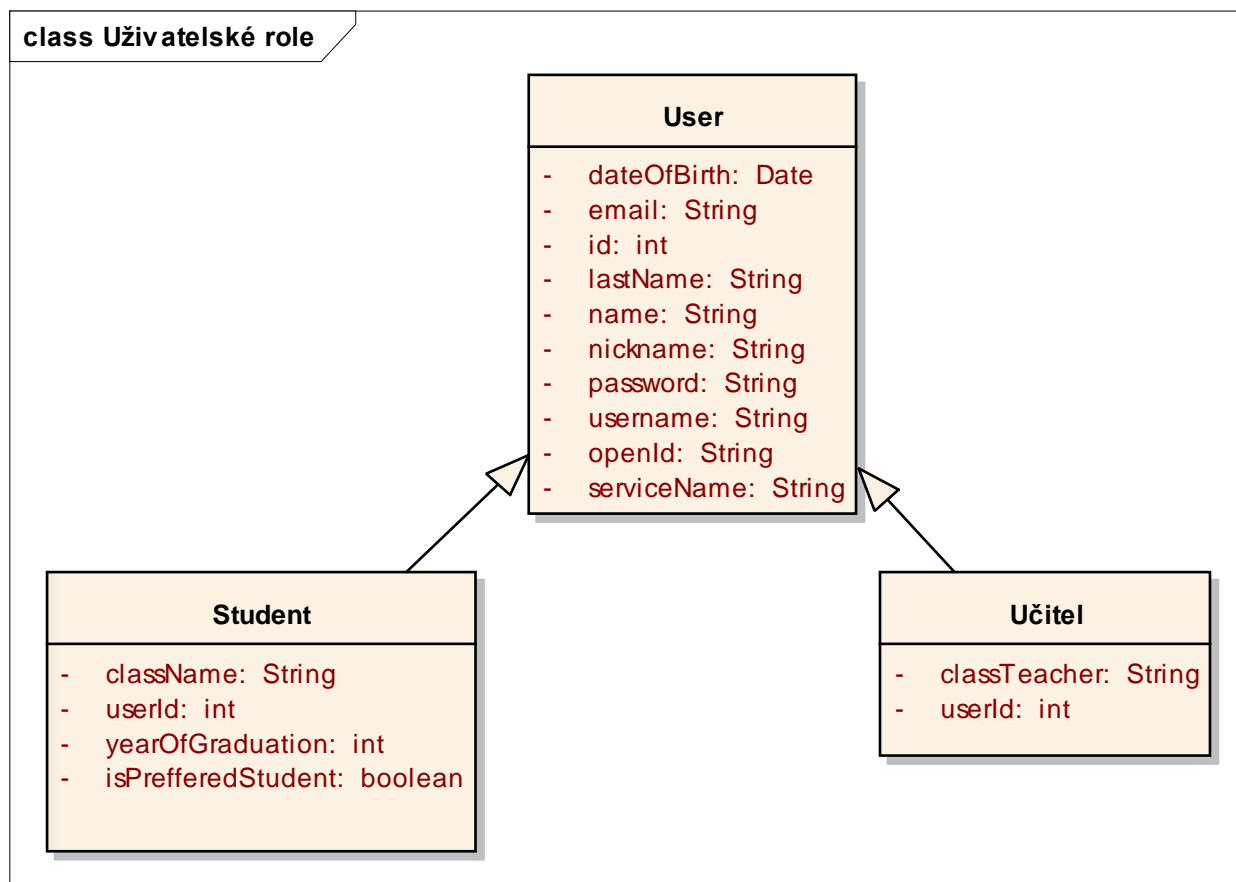 class Uživatelské role
User
- dateOfBirth: Date
- email: String
- id: int
- lastName: String
- name: String
- nickname: String
- password: String
- username: String
- openId: String
- serviceName: String
Student
- className: String
- userId: int
- yearOfGraduation: int
- isPrefferedStudent: boolean
Učitel
- classTeacher: String
- userId: int